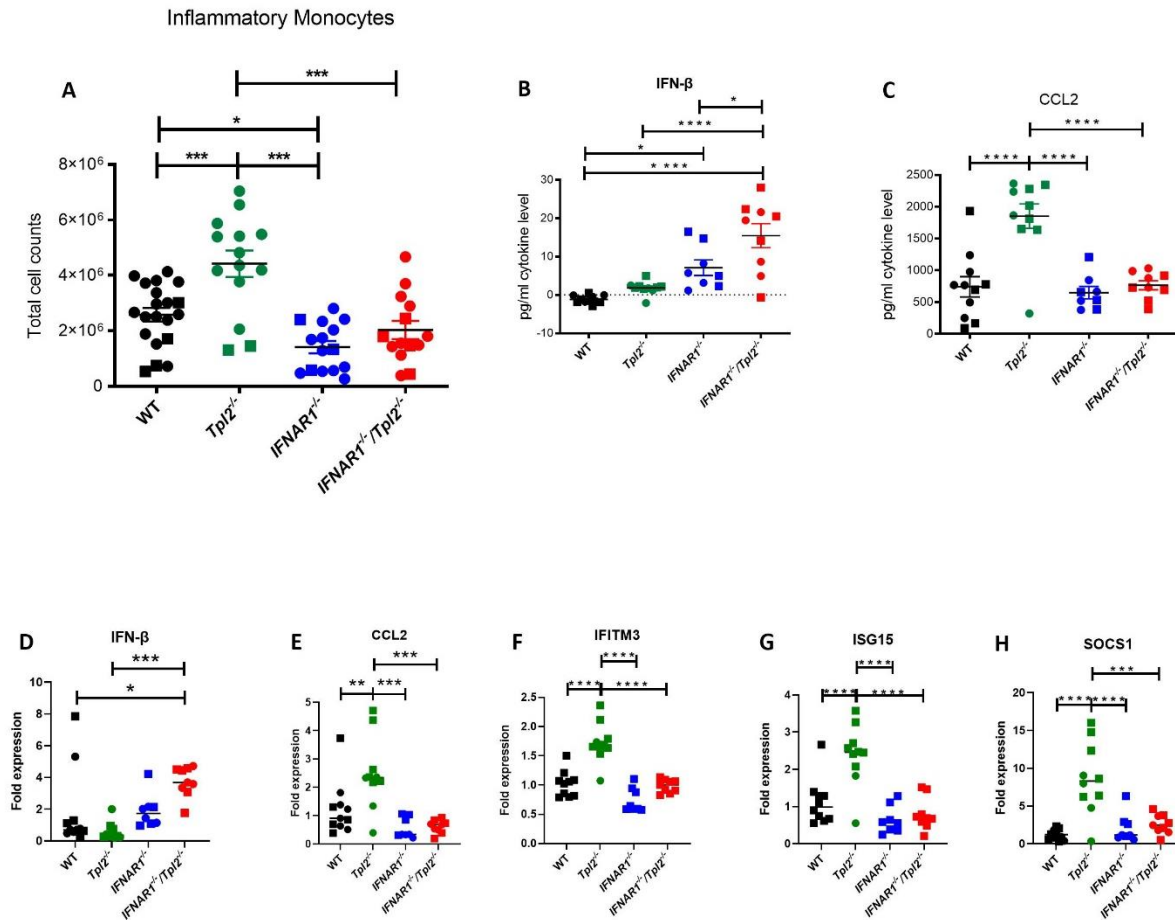 Inflammatory Monocytes
A
***
*
***
***
Total cell counts
8×10⁶
6×10⁶
4×10⁶
2×10⁶
0
WT
Tpl2⁻/⁻
IFNAR1⁻/⁻
IFNAR1⁻/⁻/Tpl2⁻/⁻
B
IFN-β
*
****
*
****
pg/ml cytokine level
30
20
10
0
-10
WT
Tpl2⁻/⁻
IFNAR1⁻/⁻
IFNAR1⁻/⁻/Tpl2⁻/⁻
C
CCL2
****
****
****
pg/ml cytokine level
2500
2000
1500
1000
500
0
WT
Tpl2⁻/⁻
IFNAR1⁻/⁻
IFNAR1⁻/⁻/Tpl2⁻/⁻
D
IFN-β
***
*
Fold expression
10
8
6
4
2
0
WT
Tpl2⁻/⁻
IFNAR1⁻/⁻
IFNAR1⁻/⁻/Tpl2⁻/⁻
E
CCL2
***
**
***
Fold expression
5
4
3
2
1
0
WT
Tpl2⁻/⁻
IFNAR1⁻/⁻
IFNAR1⁻/⁻/Tpl2⁻/⁻
F
IFITM3
****
****
****
Fold expression
2.5
2.0
1.5
1.0
0.5
0.0
WT
Tpl2⁻/⁻
IFNAR1⁻/⁻
IFNAR1⁻/⁻/Tpl2⁻/⁻
G
ISG15
****
****
****
Fold expression
4
3
2
1
0
WT
Tpl2⁻/⁻
IFNAR1⁻/⁻
IFNAR1⁻/⁻/Tpl2⁻/⁻
H
SOCS1
***
****
****
Fold expression
20
15
10
5
0
WT
Tpl2⁻/⁻
IFNAR1⁻/⁻
IFNAR1⁻/⁻/Tpl2⁻/⁻